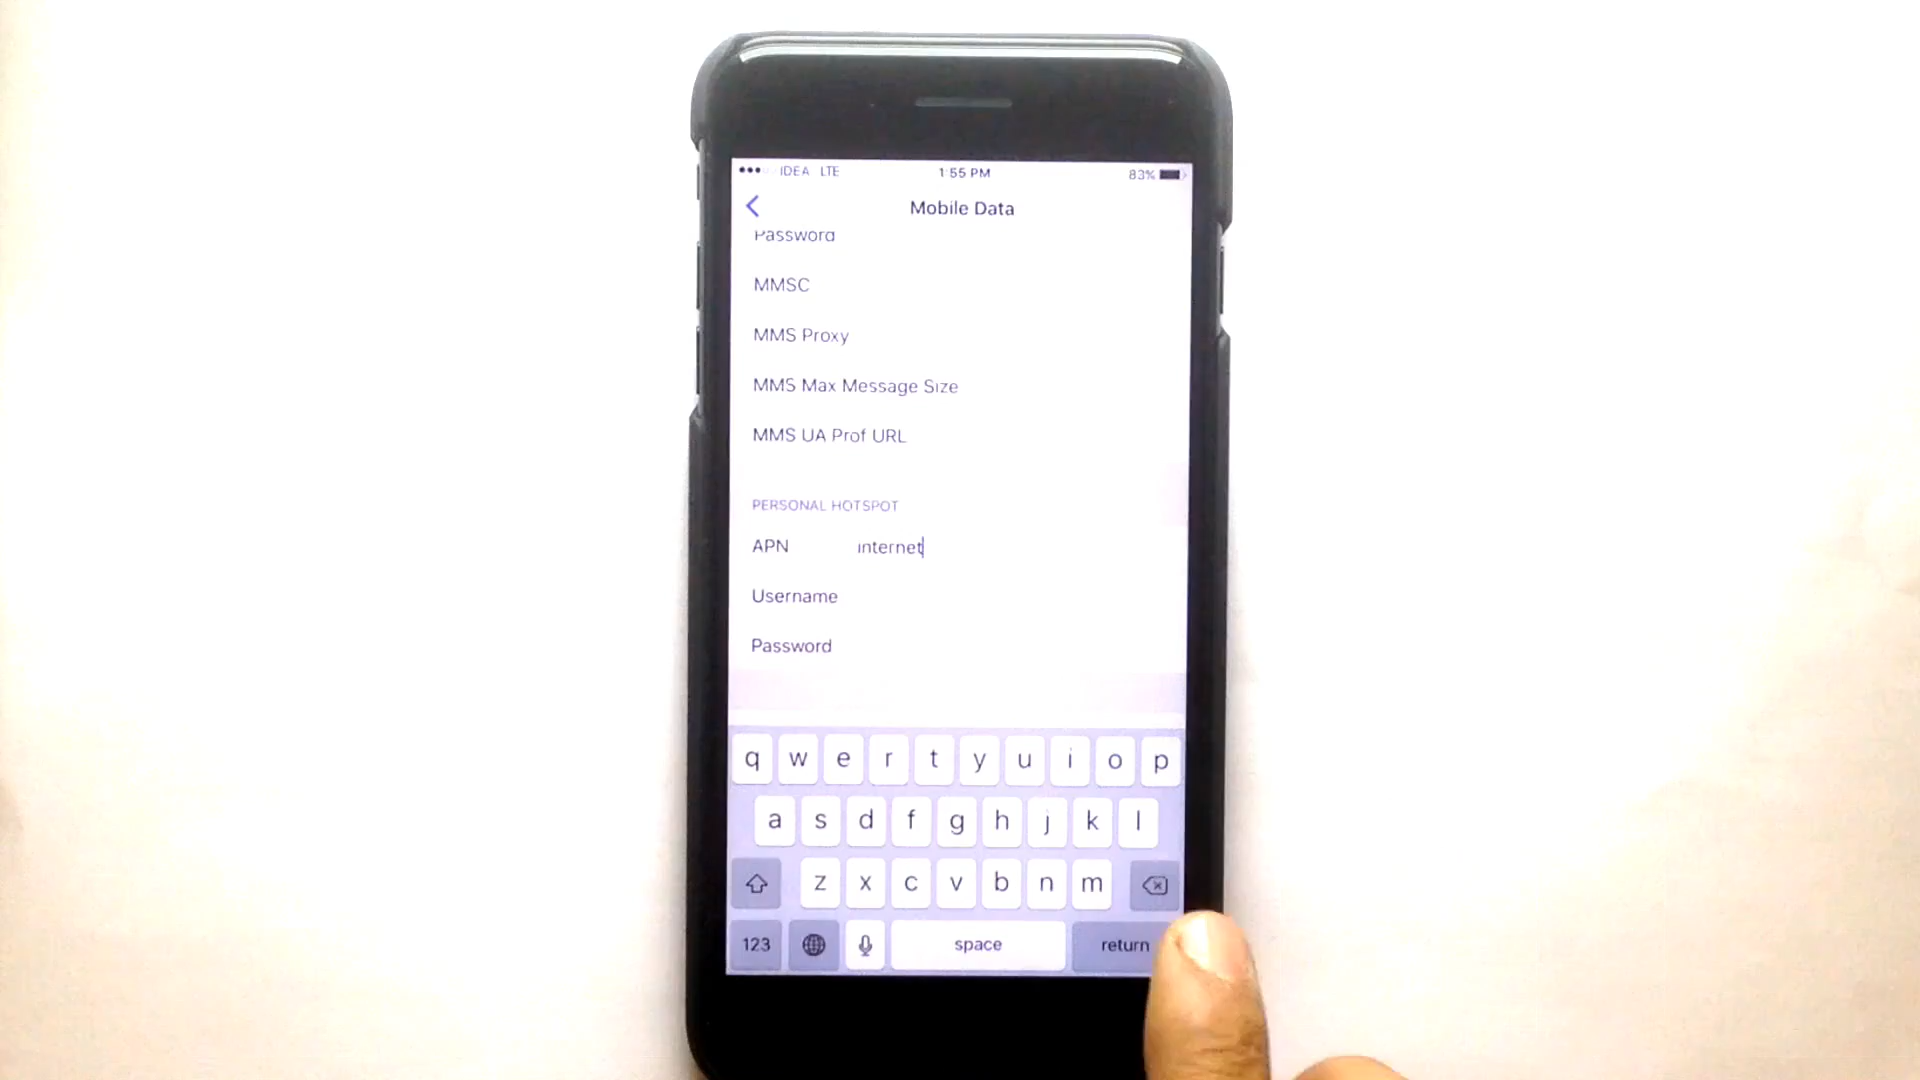 IDEA LTE 1:55 PM 83%
Mobile Data
Password
MMSC
MMS Proxy
MMS Max Message Size
MMS UA Prof URL
PERSONAL HOTSPOT
APN internet
Username
Password
q w e r t y u i o p
a s d f g h j k l
z x c v b n m
123 space return